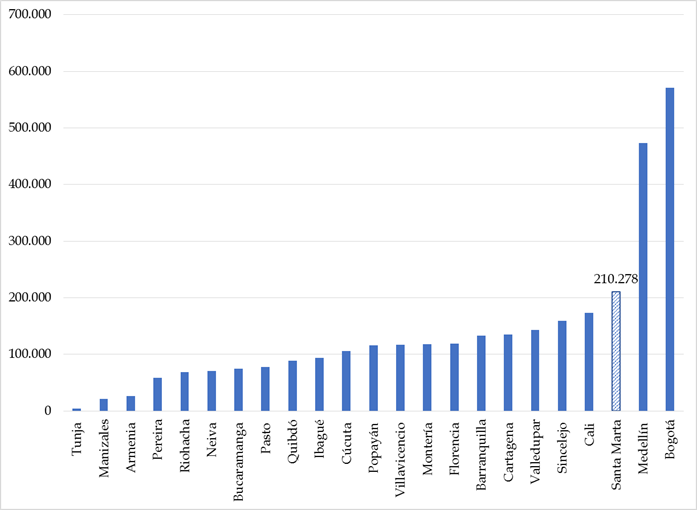 700.000
600.000
500.000
400.000
300.000
200.000
100.000
0
210.278
Tunja
Manizales
Armenia
Pereira
Riohacha
Neiva
Bucaramanga
Pasto
Quibdó
Ibagué
Cúcuta
Popayán
Villavicencio
Montería
Florencia
Barranquilla
Cartagena
Valledupar
Sincelejo
Cali
Santa Marta
Medellín
Bogotá